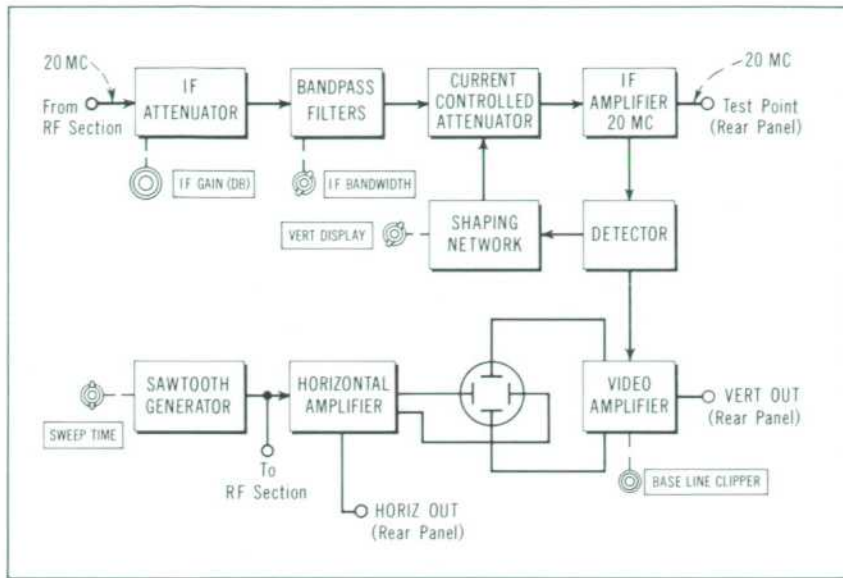 20 MC
From
RF Section
IF
ATTENUATOR
BANDPASS
FILTERS
CURRENT
CONTROLLED
ATTENUATOR
IF
AMPLIFIER
20 MC
20 MC
Test Point
(Rear Panel)
IF GAIN (DB)
IF BANDWIDTH
VERT DISPLAY
SHAPING
NETWORK
DETECTOR
SAWTOOTH
GENERATOR
HORIZONTAL
AMPLIFIER
VIDEO
AMPLIFIER
VERT OUT
(Rear Panel)
SWEEP TIME
To
RF Section
BASE LINE CLIPPER
HORIZ OUT
(Rear Panel)